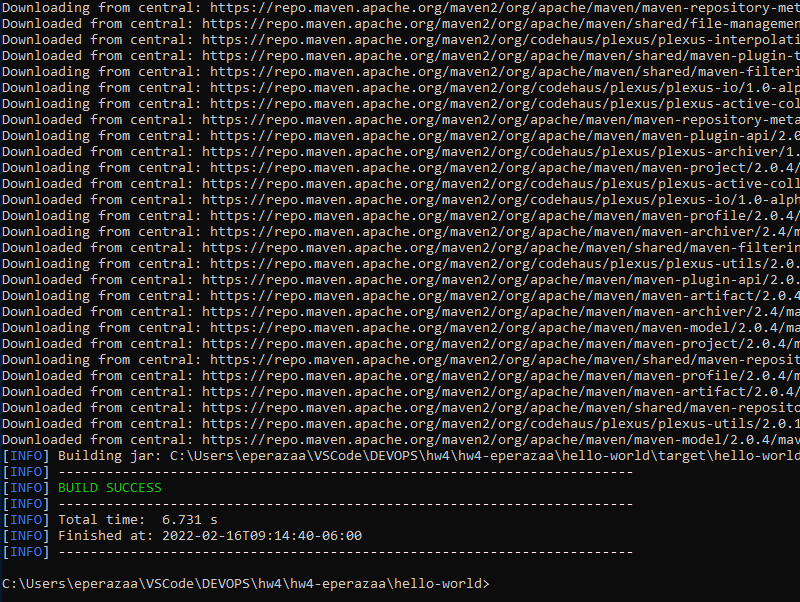 Downloading from central: https://repo.maven.apache.org/maven2/org/apache/maven/maven-repository-met
Downloading from central: https://repo.maven.apache.org/maven2/org/apache/maven/shared/file-managemen
Downloading from central: https://repo.maven.apache.org/maven2/org/codehaus/plexus/plexus-interpolati
Downloading from central: https://repo.maven.apache.org/maven2/org/apache/maven/shared/maven-plugin-t
Downloading from central: https://repo.maven.apache.org/maven2/org/apache/maven/shared/maven-filteri
Downloading from central: https://repo.maven.apache.org/maven2/org/codehaus/plexus/plexus-io/1.0-alp
Downloading from central: https://repo.maven.apache.org/maven2/org/codehaus/plexus/plexus-active-col
Downloaded from central: https://repo.maven.apache.org/maven2/org/apache/maven/maven-repository-meta
Downloaded from central: https://repo.maven.apache.org/maven2/org/apache/maven/maven-plugin-api/2.0
Downloaded from central: https://repo.maven.apache.org/maven2/org/codehaus/plexus/plexus-archiver/1.
Downloaded from central: https://repo.maven.apache.org/maven2/org/apache/maven/maven-project/2.0.4/
Downloaded from central: https://repo.maven.apache.org/maven2/org/codehaus/plexus/plexus-active-coll
Downloaded from central: https://repo.maven.apache.org/maven2/org/codehaus/plexus/plexus-io/1.0-alph
Downloaded from central: https://repo.maven.apache.org/maven2/org/apache/maven/maven-profile/2.0.4/
Downloaded from central: https://repo.maven.apache.org/maven2/org/apache/maven/maven-archiver/2.4/m
Downloaded from central: https://repo.maven.apache.org/maven2/org/apache/maven/shared/maven-filterin
Downloading from central: https://repo.maven.apache.org/maven2/org/codehaus/plexus/plexus-utils/2.0.
Downloading from central: https://repo.maven.apache.org/maven2/org/apache/maven/maven-plugin-api/2.0.
Downloading from central: https://repo.maven.apache.org/maven2/org/apache/maven/maven-artifact/2.0.4
Downloading from central: https://repo.maven.apache.org/maven2/org/apache/maven/maven-archiver/2.4/ma
Downloading from central: https://repo.maven.apache.org/maven2/org/apache/maven/maven-model/2.0.4/ma
Downloading from central: https://repo.maven.apache.org/maven2/org/apache/maven/maven-project/2.0.4/m
Downloading from central: https://repo.maven.apache.org/maven2/org/apache/maven/shared/maven-reposit
Downloaded from central: https://repo.maven.apache.org/maven2/org/apache/maven/maven-profile/2.0.4/m
Downloaded from central: https://repo.maven.apache.org/maven2/org/apache/maven/maven-artifact/2.0.4/
Downloaded from central: https://repo.maven.apache.org/maven2/org/apache/maven/shared/maven-reposito
Downloaded from central: https://repo.maven.apache.org/maven2/org/codehaus/plexus/plexus-utils/2.0.1
Downloaded from central: https://repo.maven.apache.org/maven2/org/apache/maven/maven-model/2.0.4/mav
[INFO] Building jar: C:\Users\eperazaa\VSCode\DEVOPS\hw4\hw4-eperazaa\hello-world\target\hello-world
[INFO] ------------------------------------------------------------------------
[INFO] BUILD SUCCESS
[INFO] ------------------------------------------------------------------------
[INFO] Total time:  6.731 s
[INFO] Finished at: 2022-02-16T09:14:40-06:00
[INFO] ------------------------------------------------------------------------
C:\Users\eperazaa\VSCode\DEVOPS\hw4\hw4-eperazaa\hello-world>